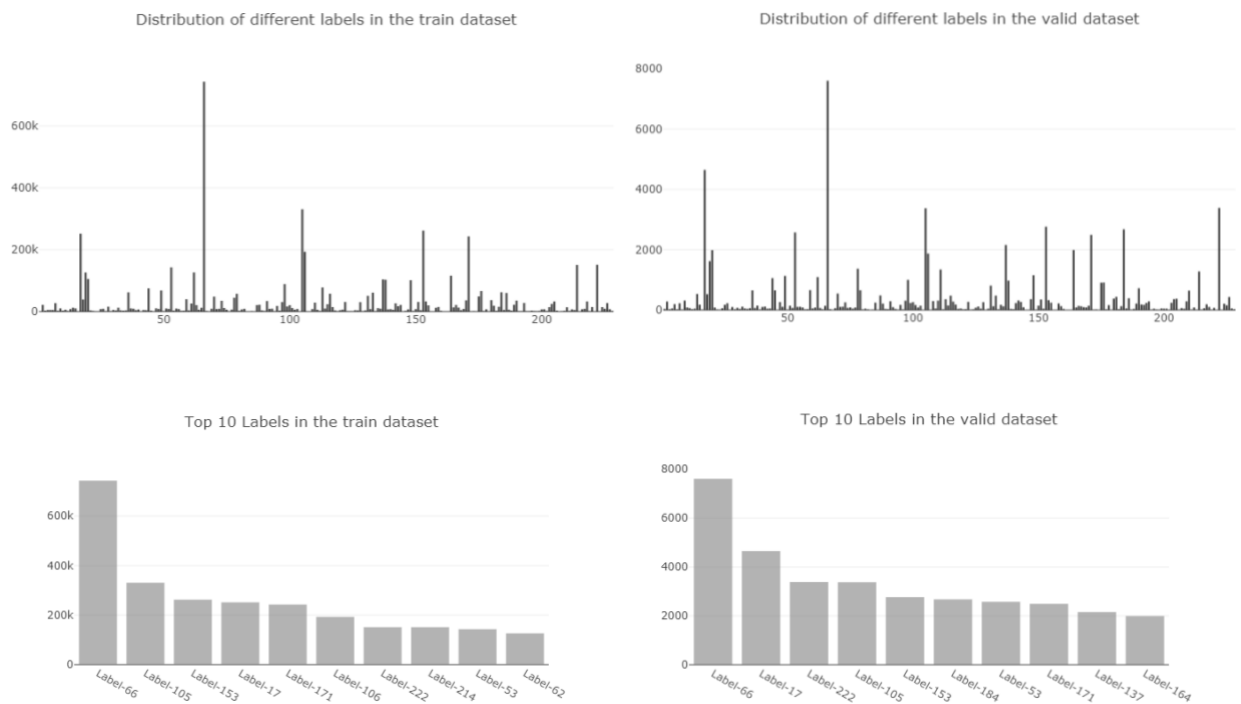 Distribution of different labels in the train dataset
600k
400k
200k
0
50
100
150
200
Distribution of different labels in the valid dataset
8000
6000
4000
2000
0
50
100
150
200
Top 10 Labels in the train dataset
600k
400k
200k
0
Label-66
Label-105
Label-153
Label-17
Label-171
Label-106
Label-222
Label-214
Label-53
Label-62
Top 10 Labels in the valid dataset
8000
6000
4000
2000
0
Label-66
Label-17
Label-222
Label-105
Label-153
Label-184
Label-53
Label-171
Label-137
Label-164